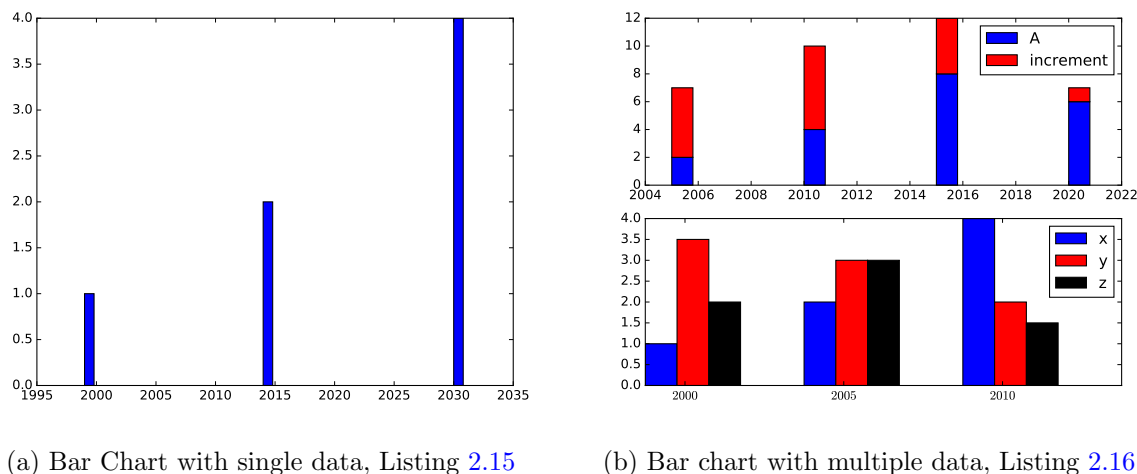 4.0
3.5
3.0
2.5
2.0
1.5
1.0
0.5
0.0
1995 2000 2005 2010 2015 2020 2025 2030 2035
(a) Bar Chart with single data, Listing 2.15
12
10
8
6
4
2
0
2004 2006 2008 2010 2012 2014 2016 2018 2020 2022
A
increment
4.0
3.5
3.0
2.5
2.0
1.5
1.0
0.5
0.0
2000 2005 2010
x
y
z
(b) Bar chart with multiple data, Listing 2.16